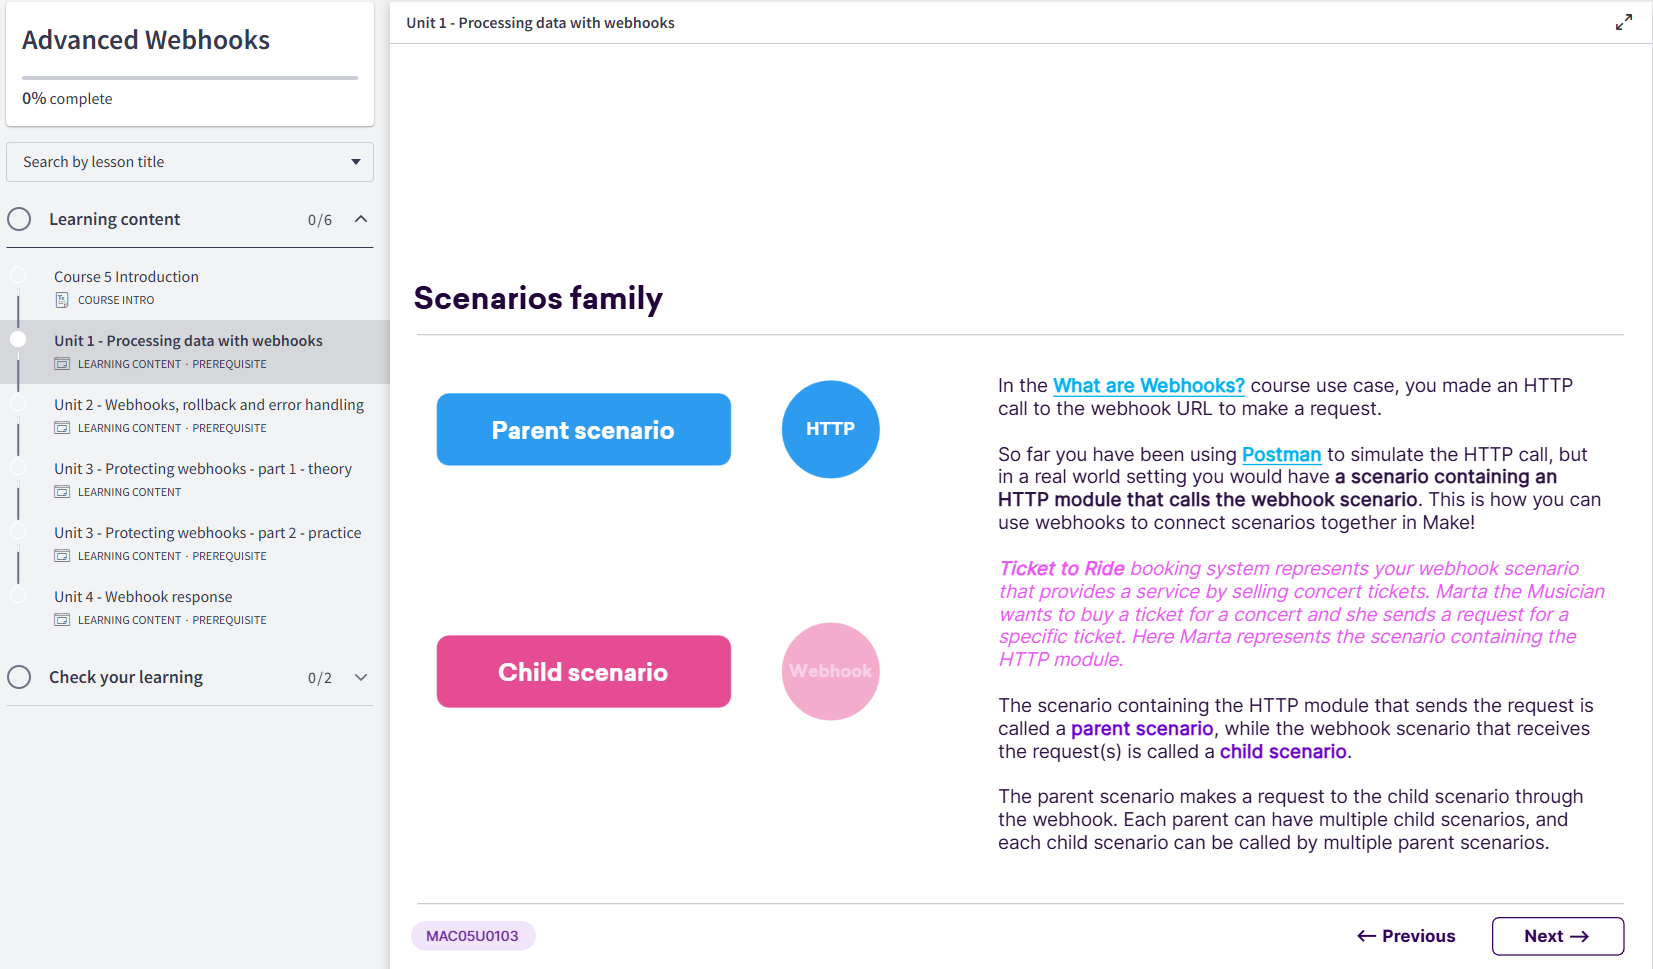 Advanced Webhooks
0% complete
Search by lesson title
Learning content 0/6
Course 5 Introduction
COURSE INTRO
Unit 1 - Processing data with webhooks
LEARNING CONTENT · PREREQUISITE
Unit 2 - Webhooks, rollback and error handling
LEARNING CONTENT · PREREQUISITE
Unit 3 - Protecting webhooks - part 1 - theory
LEARNING CONTENT
Unit 3 - Protecting webhooks - part 2 - practice
LEARNING CONTENT · PREREQUISITE
Unit 4 - Webhook response
LEARNING CONTENT · PREREQUISITE
Check your learning 0/2
Unit 1 - Processing data with webhooks
Scenarios family
Parent scenario
HTTP
Child scenario
Webhook
In the What are Webhooks? course use case, you made an HTTP
call to the webhook URL to make a request.
So far you have been using Postman to simulate the HTTP call, but
in a real world setting you would have a scenario containing an
HTTP module that calls the webhook scenario. This is how you can
use webhooks to connect scenarios together in Make!
Ticket to Ride booking system represents your webhook scenario
that provides a service by selling concert tickets. Marta the Musician
wants to buy a ticket for a concert and she sends a request for a
specific ticket. Here Marta represents the scenario containing the
HTTP module.
The scenario containing the HTTP module that sends the request is
called a parent scenario, while the webhook scenario that receives
the request(s) is called a child scenario.
The parent scenario makes a request to the child scenario through
the webhook. Each parent can have multiple child scenarios, and
each child scenario can be called by multiple parent scenarios.
MAC05U0103
← Previous
Next →